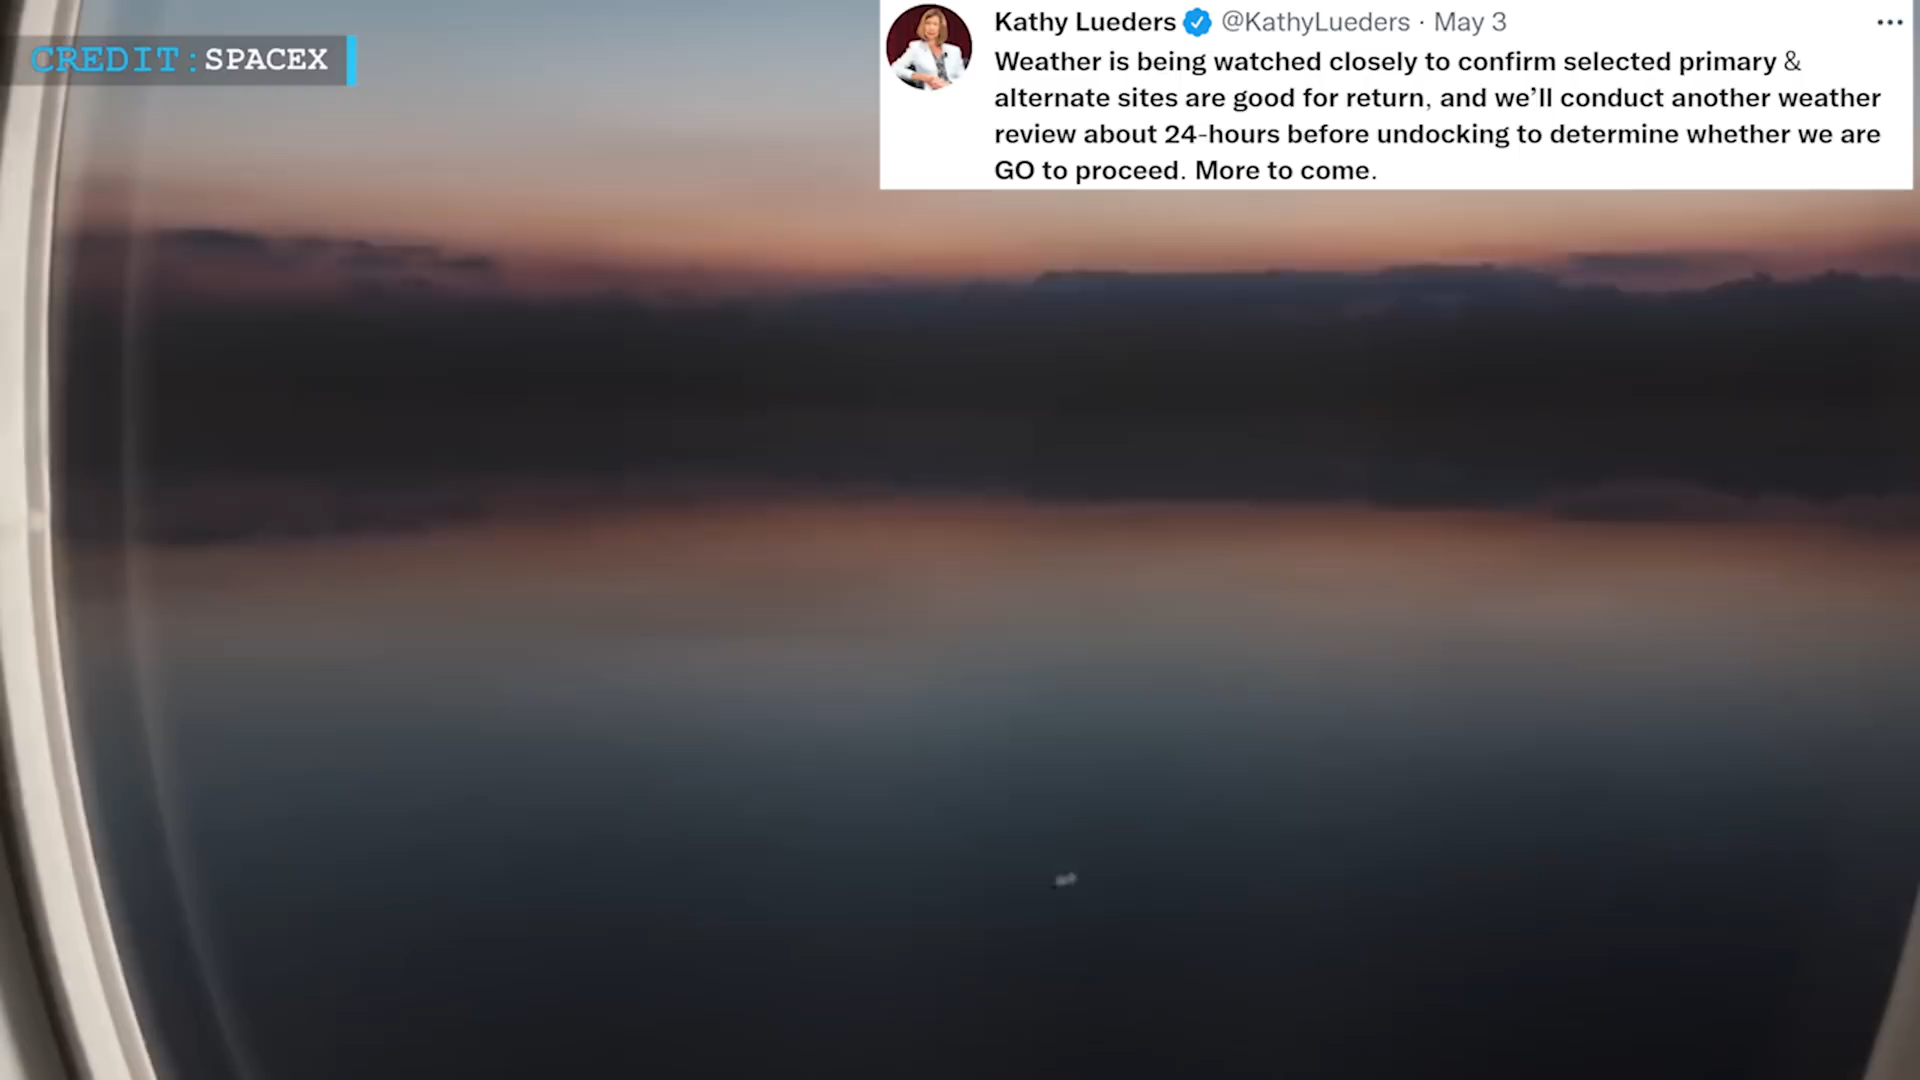 CREDIT:SPACEX
Kathy Lueders @KathyLueders · May 3
Weather is being watched closely to confirm selected primary &
alternate sites are good for return, and we’ll conduct another weather
review about 24-hours before undocking to determine whether we are
GO to proceed. More to come.